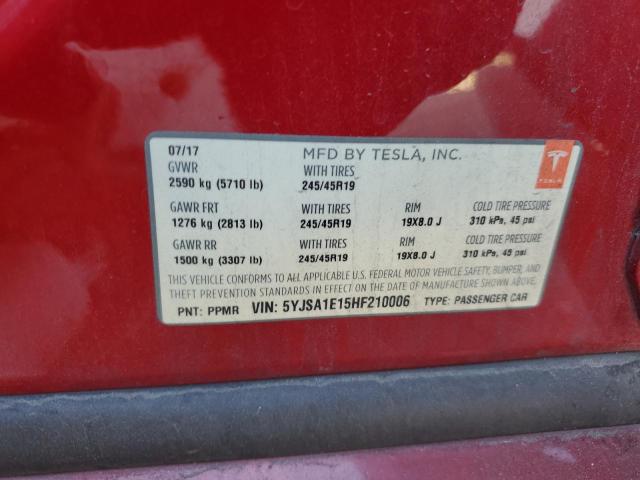 07/17 MFD BY TESLA, INC.
GVWR WITH TIRES
2590 kg (5710 lb) 245/45R19
GAWR FRT WITH TIRES RIM COLD TIRE PRESSURE
1276 kg (2813 lb) 245/45R19 19X8.0 J 310 kPa, 45 psi
GAWR RR WITH TIRES RIM COLD TIRE PRESSURE
1500 kg (3307 lb) 245/45R19 19X8.0 J 310 kPa, 45 psi
THIS VEHICLE CONFORMS TO ALL APPLICABLE U.S. FEDERAL MOTOR VEHICLE SAFETY, BUMPER, AND
THEFT PREVENTION STANDARDS IN EFFECT ON THE DATE OF MANUFACTURE SHOWN ABOVE.
PNT: PPMR VIN: 5YJSA1E15HF210006 TYPE: PASSENGER CAR
TESLA